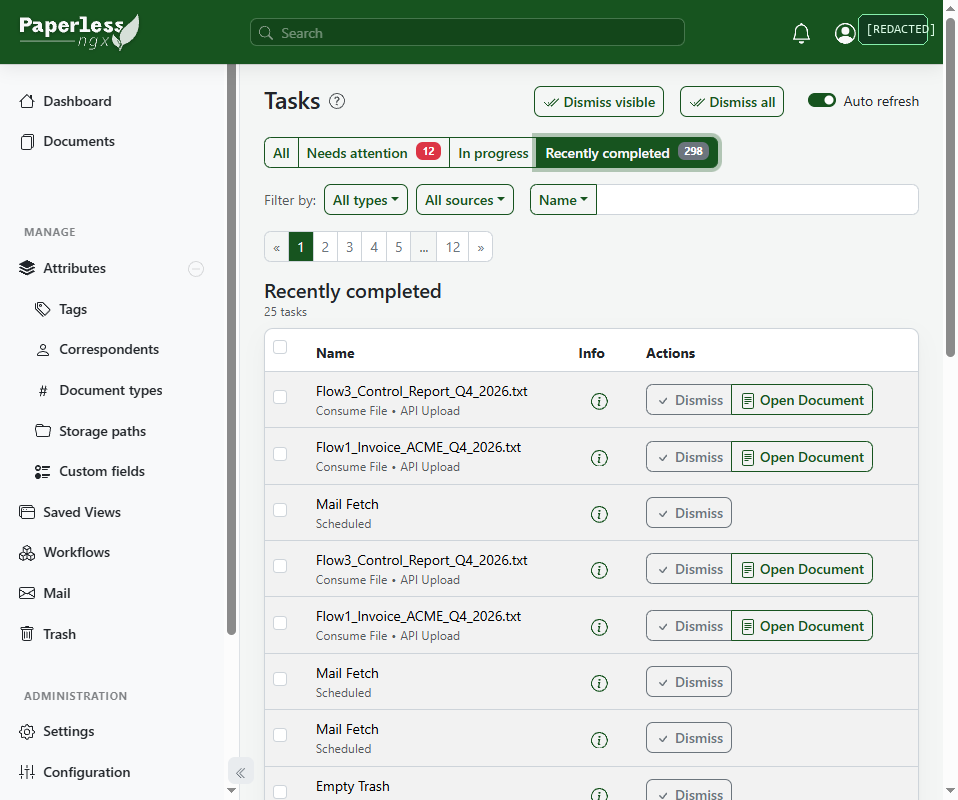 Paperless
ngx
Search
[REDACTED]
Dashboard
Documents
MANAGE
Attributes
Tags
Correspondents
# Document types
Storage paths
Custom fields
Saved Views
Workflows
Mail
Trash
ADMINISTRATION
Settings
Configuration
«
Tasks ?
Dismiss visible
Dismiss all
Auto refresh
All
Needs attention 12
In progress
Recently completed 298
Filter by:
All types
All sources
Name
« 1 2 3 4 5 ... 12 »
Recently completed
25 tasks
Name Info Actions
Flow3_Control_Report_Q4_2026.txt
Consume File • API Upload
i
Dismiss
Open Document
Flow1_Invoice_ACME_Q4_2026.txt
Consume File • API Upload
i
Dismiss
Open Document
Mail Fetch
Scheduled
i
Dismiss
Flow3_Control_Report_Q4_2026.txt
Consume File • API Upload
i
Dismiss
Open Document
Flow1_Invoice_ACME_Q4_2026.txt
Consume File • API Upload
i
Dismiss
Open Document
Mail Fetch
Scheduled
i
Dismiss
Mail Fetch
Scheduled
i
Dismiss
Empty Trash
i
Dismiss